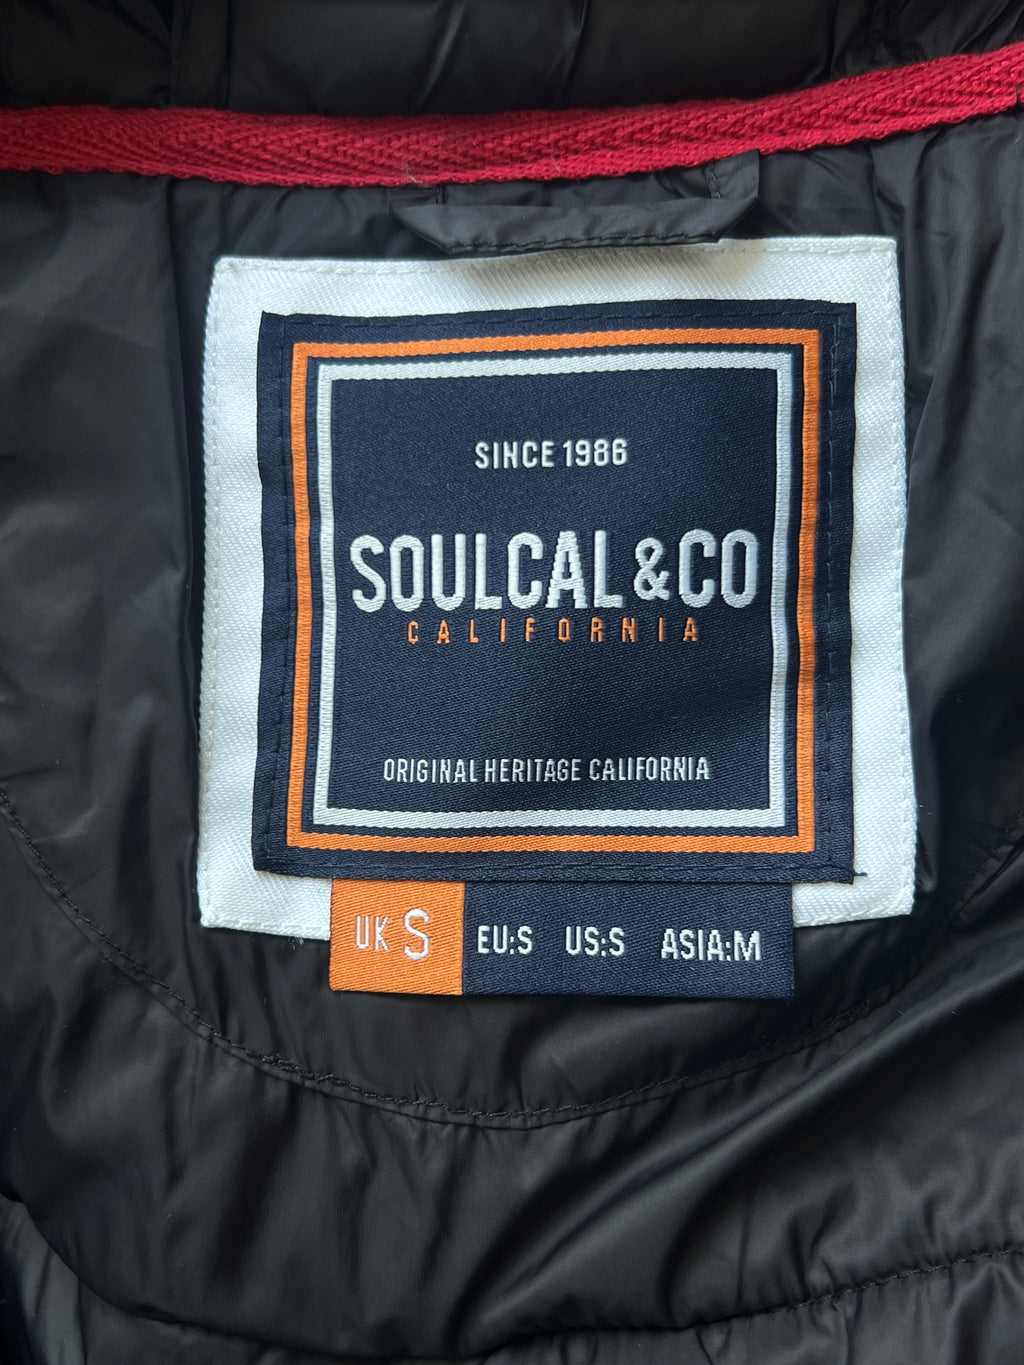 SINCE 1986
SOULCAL&CO
CALIFORNIA
ORIGINAL HERITAGE CALIFORNIA
UK S EU:S US:S ASIA:M